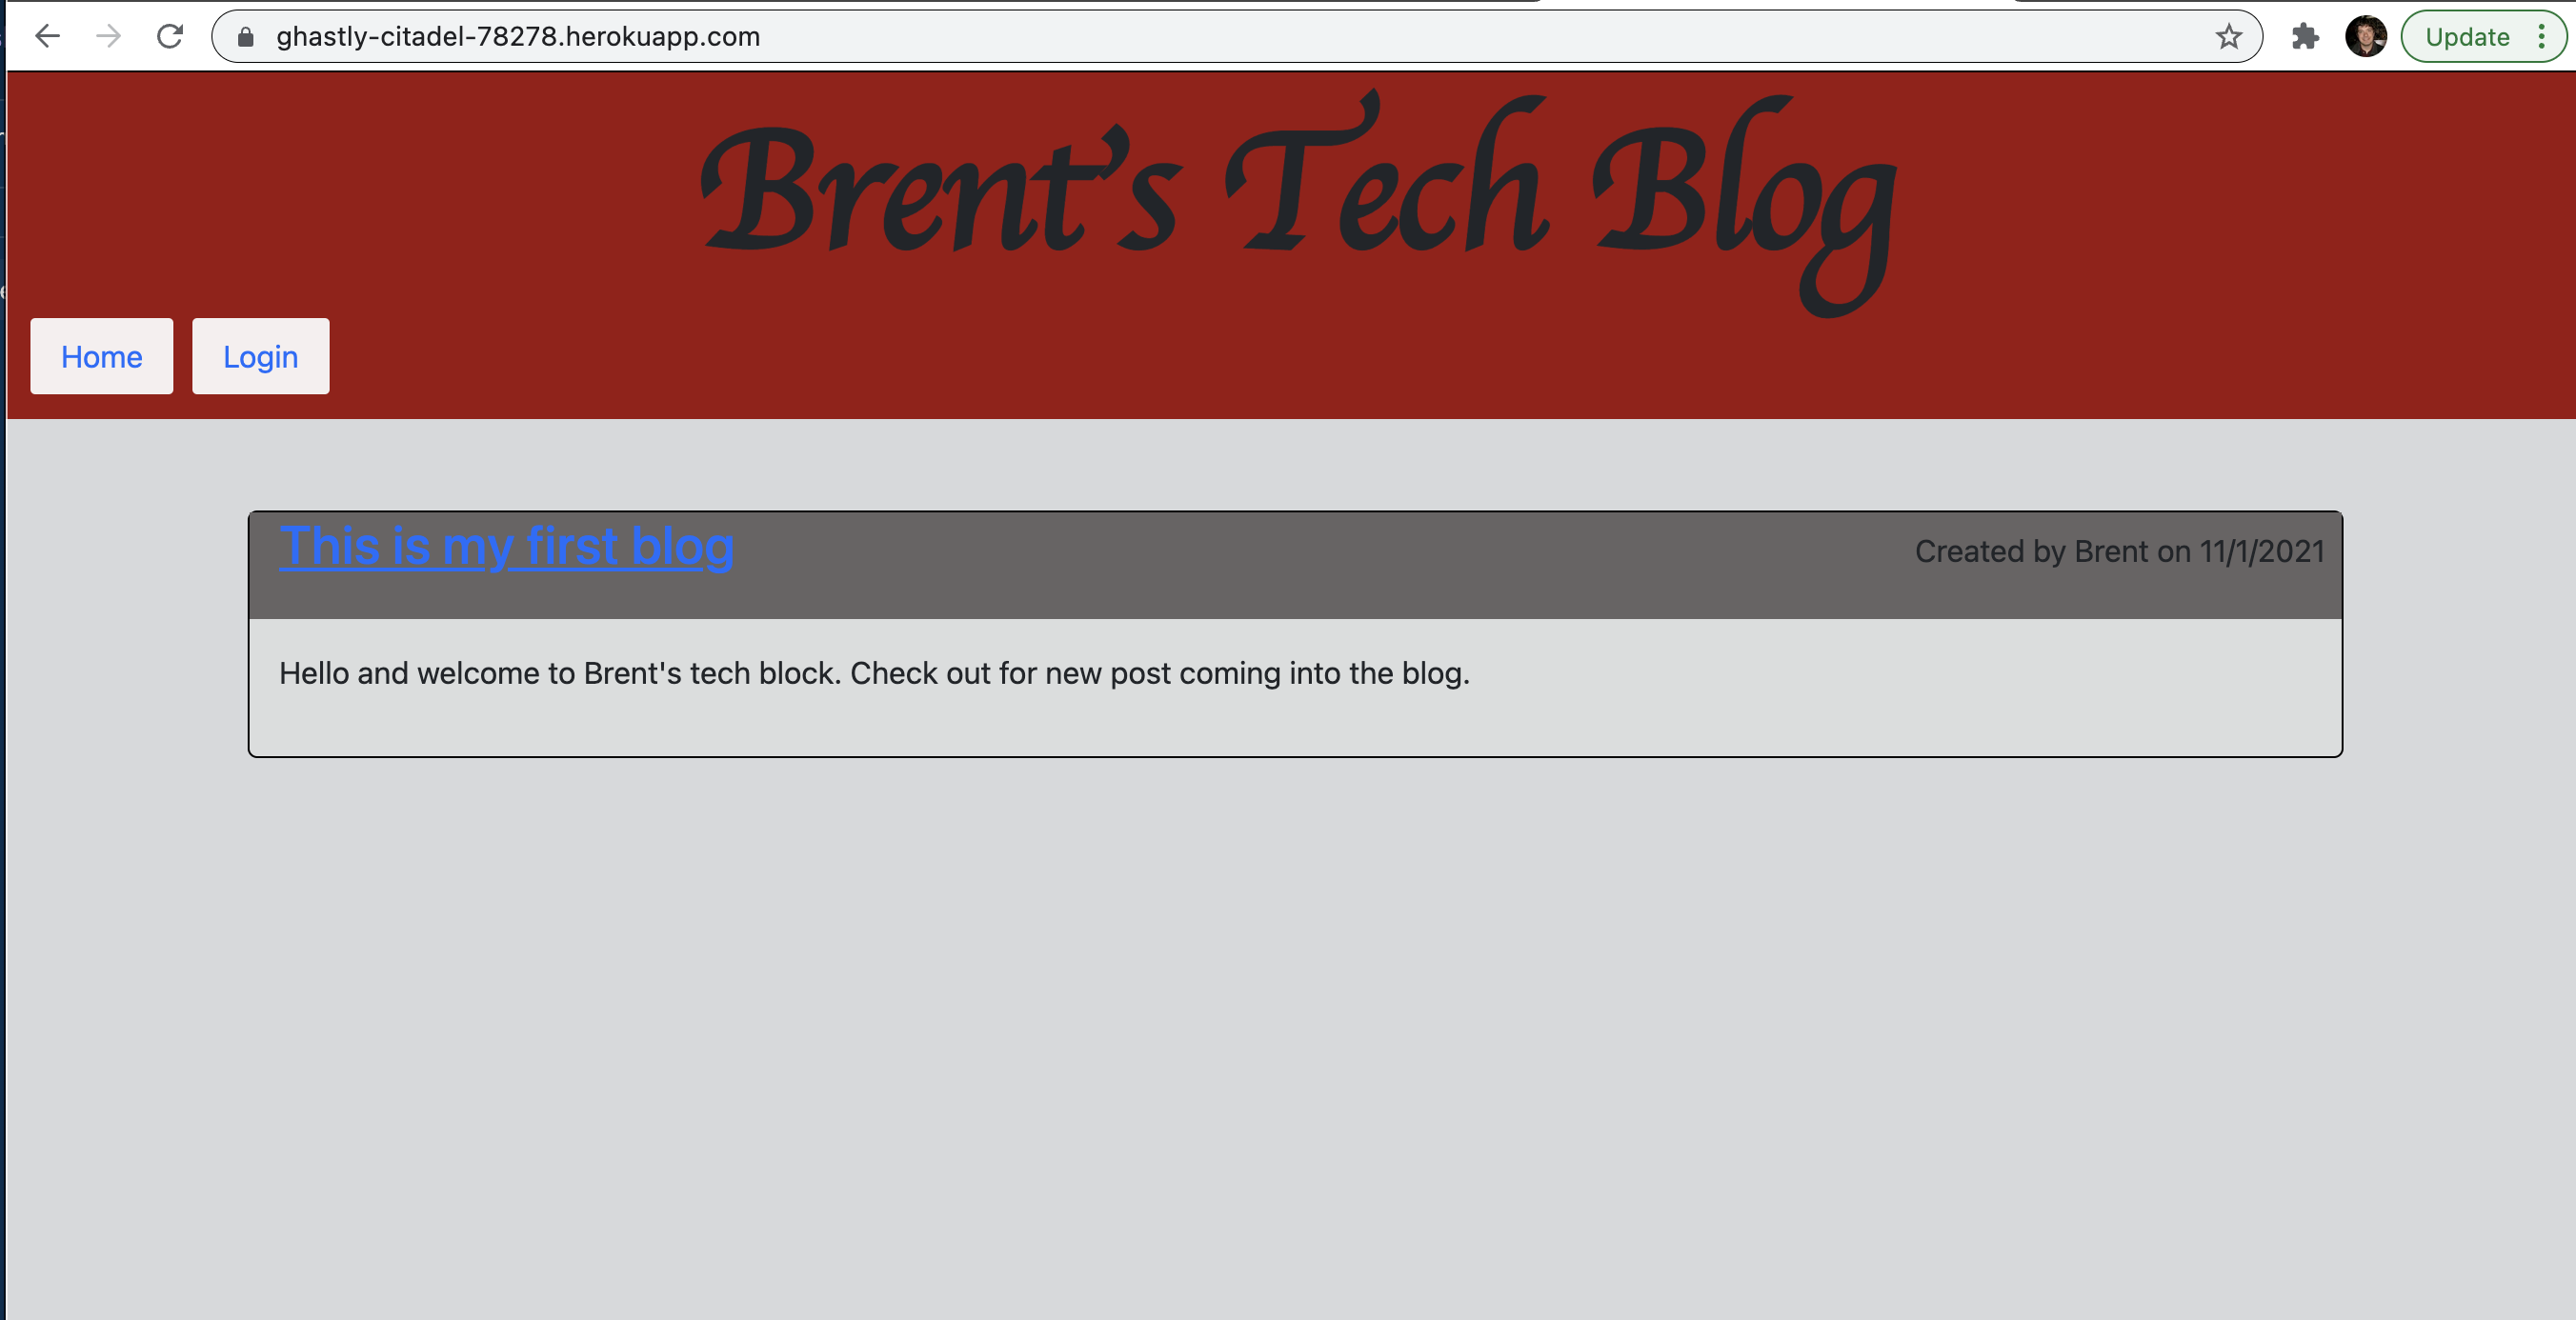 ghastly-citadel-78278.herokuapp.com
Update
Brent's Tech Blog
Home Login
This is my first blog Created by Brent on 11/1/2021
Hello and welcome to Brent's tech block. Check out for new post coming into the blog.